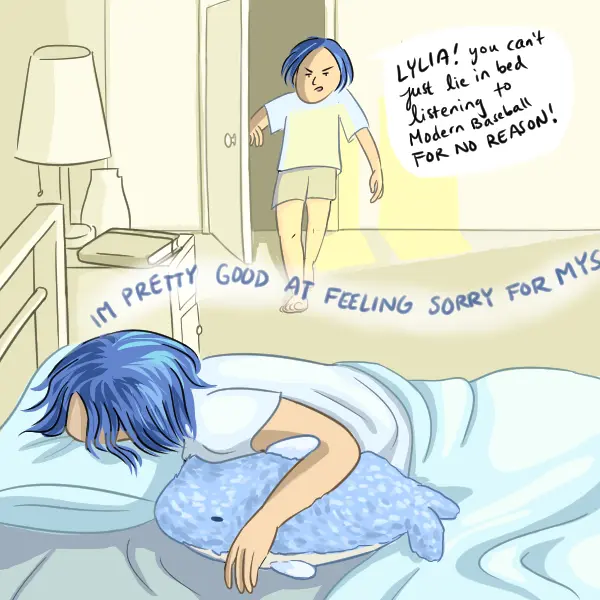 LYLIA! you can't
just lie in bed
listening to
Modern Baseball
FOR NO REASON!
IM PRETTY GOOD AT FEELING SORRY FOR MYS